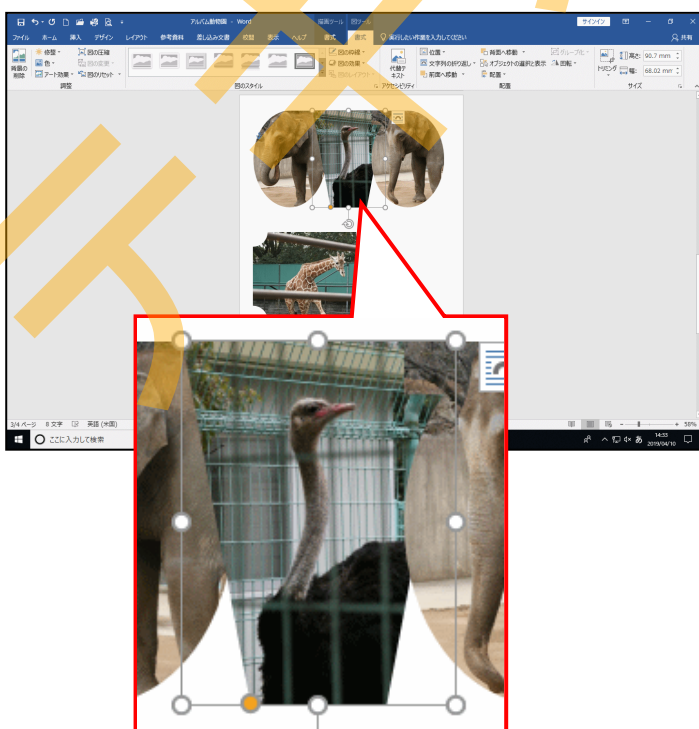 アルバム動物園 - Word
描画ツール 図ツール
サインイン
ファイル ホーム 挿入 デザイン レイアウト 参考資料 差し込み文書 校閲 表示 ヘルプ 書式 書式 実行したい作業を入力してください 共有
背景の削除
修整
色
アート効果
図の圧縮
図の変更
図のリセット
調整
図のスタイル
図の枠線
図の効果
図のレイアウト
代替テキスト
アクセシビリティ
位置
文字列の折り返し
前面へ移動
背面へ移動
オブジェクトの選択と表示
配置
グループ化
回転
配置
トリミング
高さ: 90.7 mm
幅: 68.02 mm
サイズ
3/4 ページ 8 文字 英語 (米国) 58%
ここに入力して検索
あ
14:33
2019/04/10